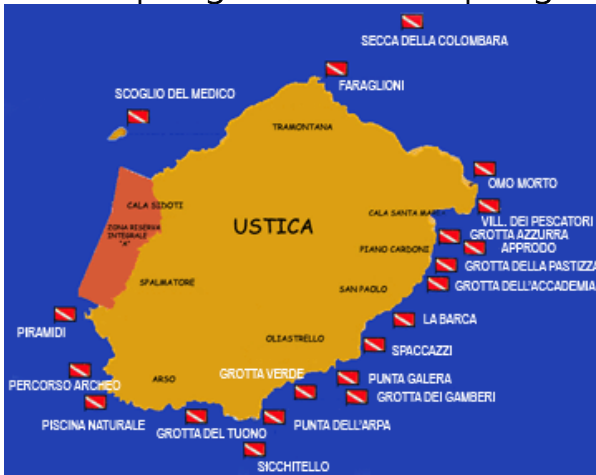 SECCA DELLA COLOMBARA
FARAGLIONI
SCOGLIO DEL MEDICO
TRAMONTANA
OMO MORTO
CALA SIDOTI
CALA SANTA MARIA
VILL. DEI PESCATORI
ZONA RISERVA
INTEGRALE
"A"
USTICA
GROTTA AZZURRA
APPRODO
PIANO CARDONI
GROTTA DELLA PASTIZZA
SPALMATORE
SAN PAOLO
GROTTA DELL'ACCADEMIA
PIRAMIDI
LA BARCA
OLIASTRELLO
SPACCAZZI
PERCORSO ARCHEO
ARSO
GROTTA VERDE
PUNTA GALERA
GROTTA DEI GAMBERI
PISCINA NATURALE
GROTTA DEL TUONO
PUNTA DELL'ARPA
SICCHITELLO